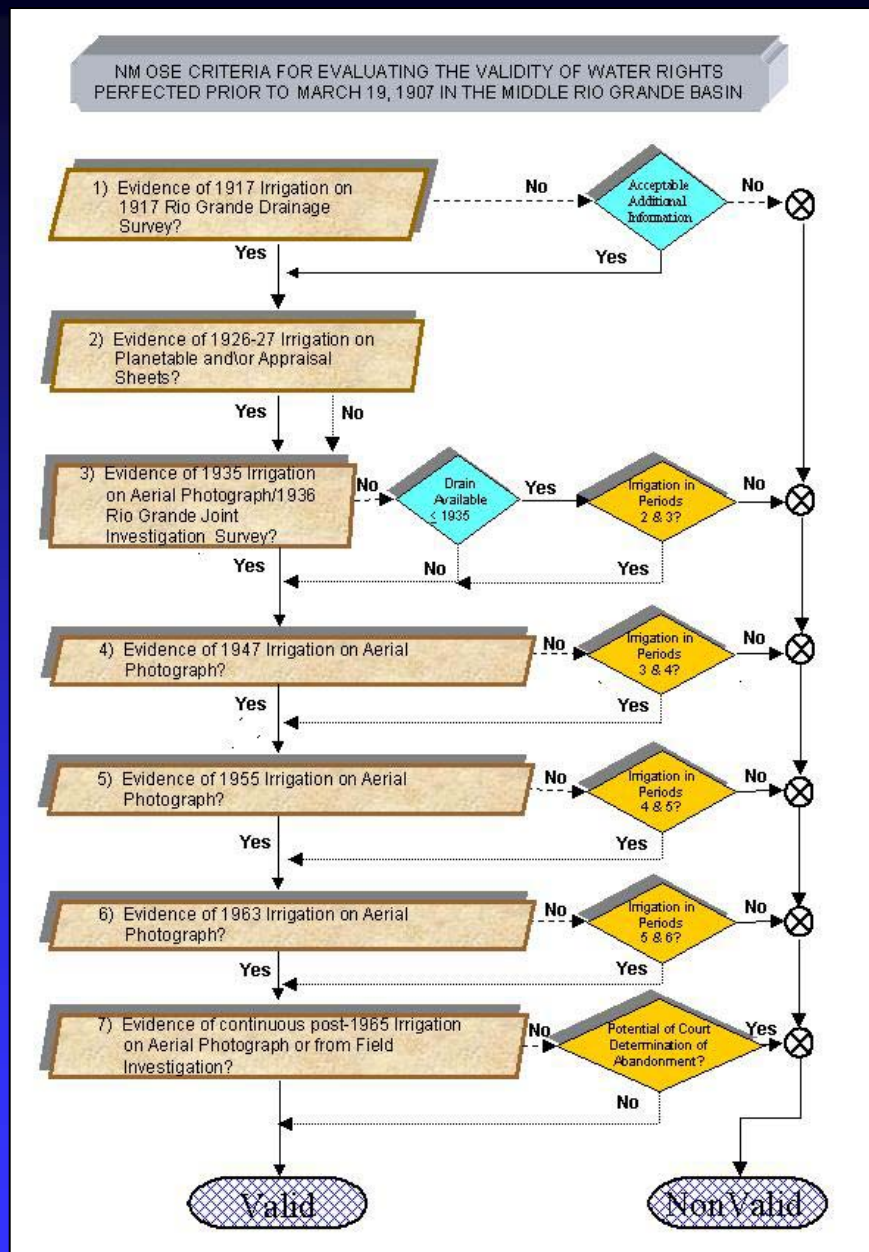 NM OSE CRITERIA FOR EVALUATING THE VALIDITY OF WATER RIGHTS
PERFECTED PRIOR TO MARCH 19, 1907 IN THE MIDDLE RIO GRANDE BASIN
1) Evidence of 1917 Irrigation on
1917 Rio Grande Drainage
Survey?
No
Acceptable
Additional
Information
No
Yes
Yes
2) Evidence of 1926-27 Irrigation on
Planetable and\or Appraisal
Sheets?
Yes
No
3) Evidence of 1935 Irrigation
on Aerial Photograph/1936
Rio Grande Joint
Investigation Survey?
No
Drain
Available
≤ 1935
Yes
Irrigation in
Periods
2 & 3?
No
Yes
No
Yes
4) Evidence of 1947 Irrigation on Aerial
Photograph?
No
Irrigation in
Periods
3 & 4?
No
Yes
Yes
5) Evidence of 1955 Irrigation on Aerial
Photograph?
No
Irrigation in
Periods
4 & 5?
No
Yes
Yes
6) Evidence of 1963 Irrigation on Aerial
Photograph?
No
Irrigation in
Periods
5 & 6?
No
Yes
Yes
7) Evidence of continuous post-1965 Irrigation
on Aerial Photograph or from Field
Investigation?
No
Potential of Court
Determination of
Abandonment?
Yes
No
Valid
NonValid